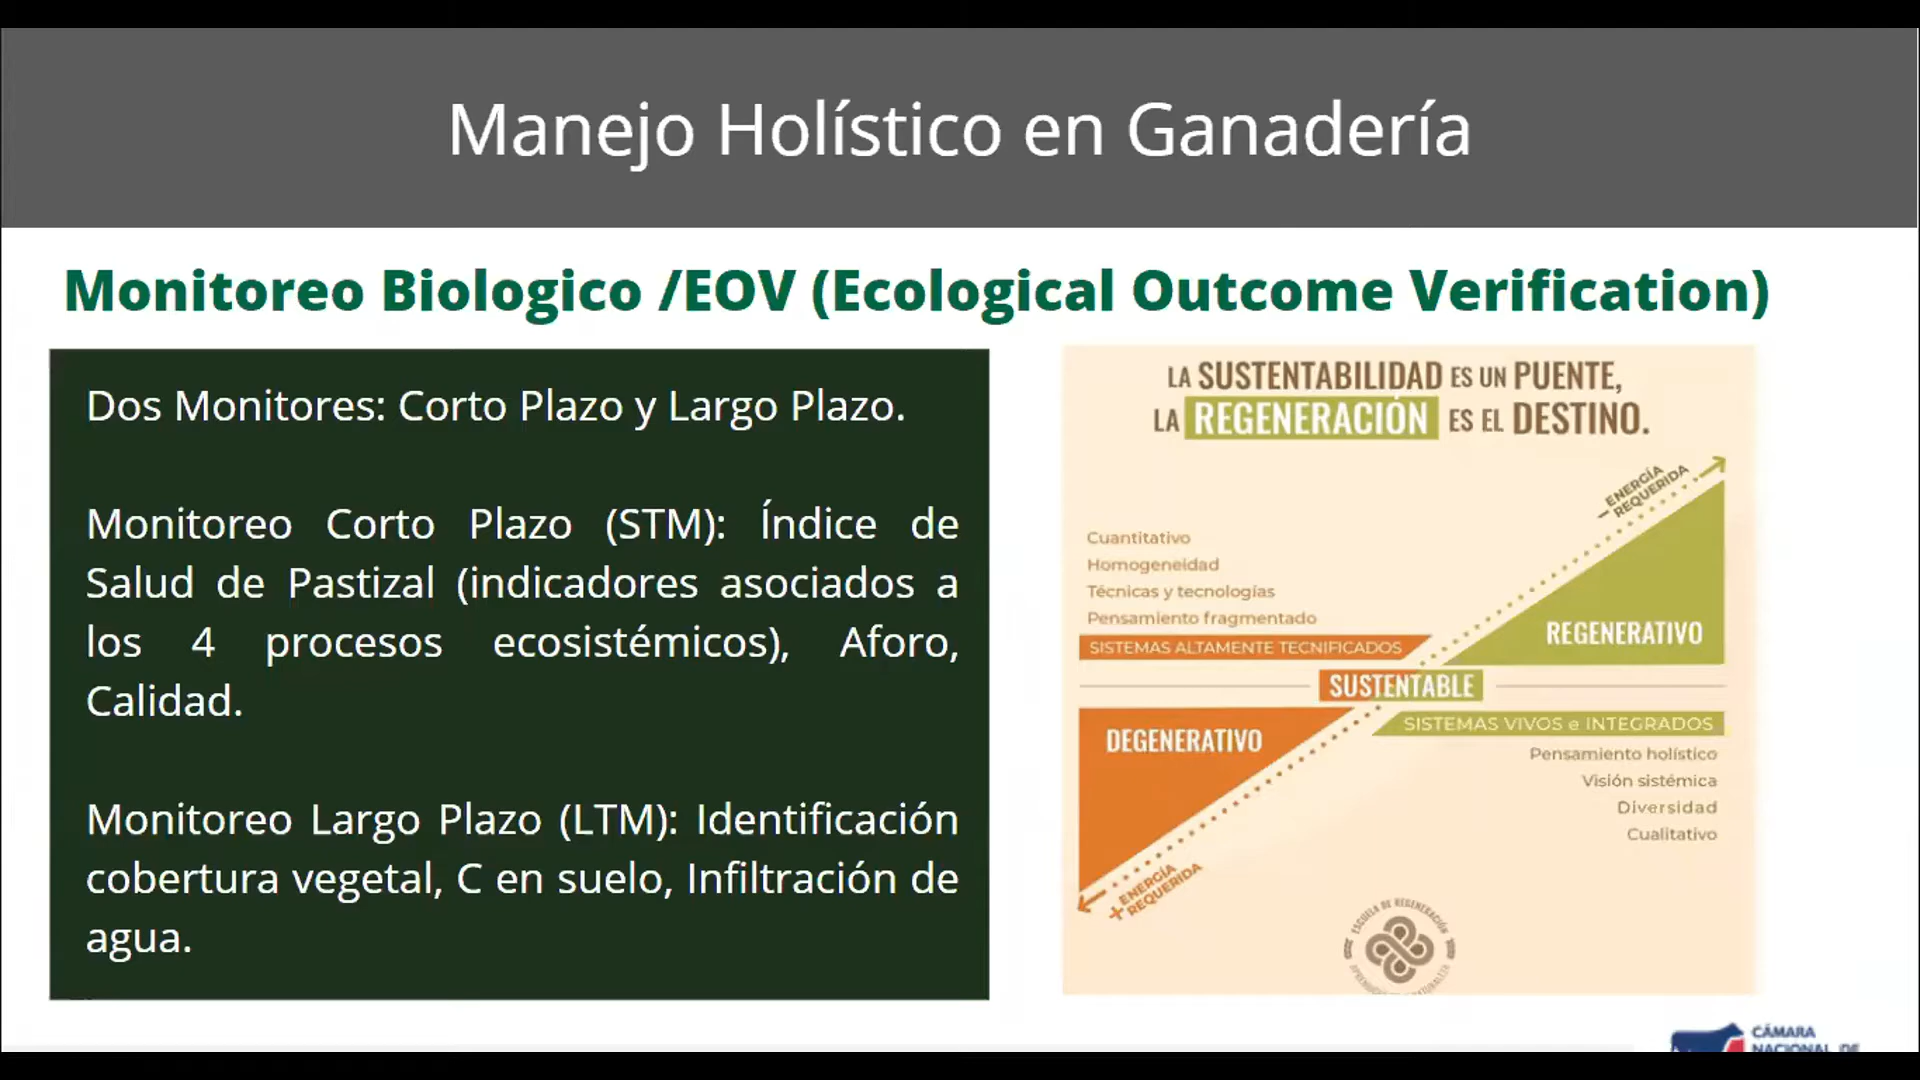 Manejo Holístico en Ganadería
Monitoreo Biologico /EOV (Ecological Outcome Verification)
Dos Monitores: Corto Plazo y Largo Plazo.
Monitoreo Corto Plazo (STM): Índice de
Salud de Pastizal (indicadores asociados a
los 4 procesos ecosistémicos), Aforo,
Calidad.
Monitoreo Largo Plazo (LTM): Identificación
cobertura vegetal, C en suelo, Infiltración de
agua.
LA SUSTENTABILIDAD ES UN PUENTE,
LA REGENERACIÓN ES EL DESTINO.
- ENERGÍA
REQUERIDA
Cuantitativo
Homogeneidad
Técnicas y tecnologías
Pensamiento fragmentado
SISTEMAS ALTAMENTE TECNIFICADOS
REGENERATIVO
SUSTENTABLE
DEGENERATIVO
SISTEMAS VIVOS e INTEGRADOS
Pensamiento holístico
Visión sistémica
Diversidad
Cualitativo
+ ENERGÍA
REQUERIDA
ESCUELA DE REGENERACIÓN
CÁMARA
NACIONAL DE